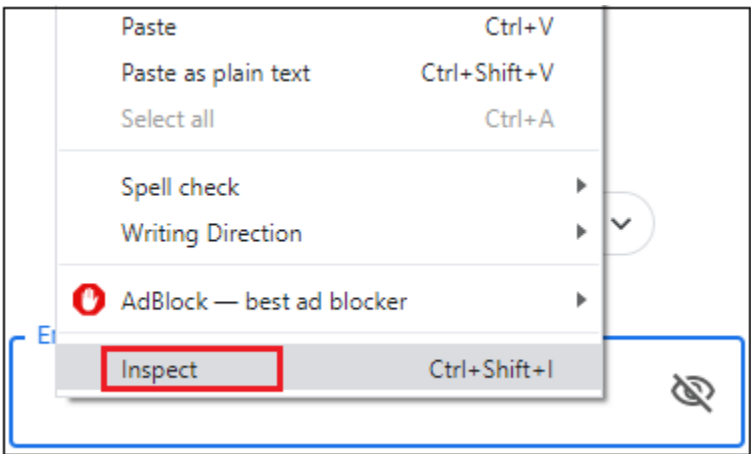 Paste Ctrl+V
Paste as plain text Ctrl+Shift+V
Select all Ctrl+A
Spell check
Writing Direction
AdBlock — best ad blocker
Inspect Ctrl+Shift+I